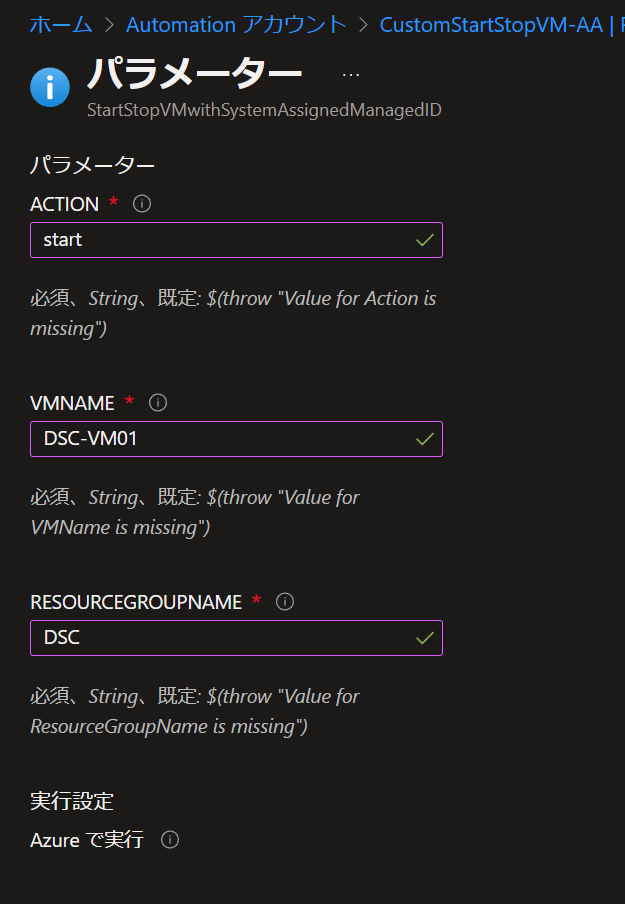 ホーム > Automation アカウント > CustomStartStopVM-AA |
パラメーター ...
StartStopVMwithSystemAssignedManagedID
パラメーター
ACTION *
start
必須、String、既定: $(throw "Value for Action is
missing")
VMNAME *
DSC-VM01
必須、String、既定: $(throw "Value for
VMName is missing")
RESOURCEGROUPNAME *
DSC
必須、String、既定: $(throw "Value for
ResourceGroupName is missing")
実行設定
Azure で実行